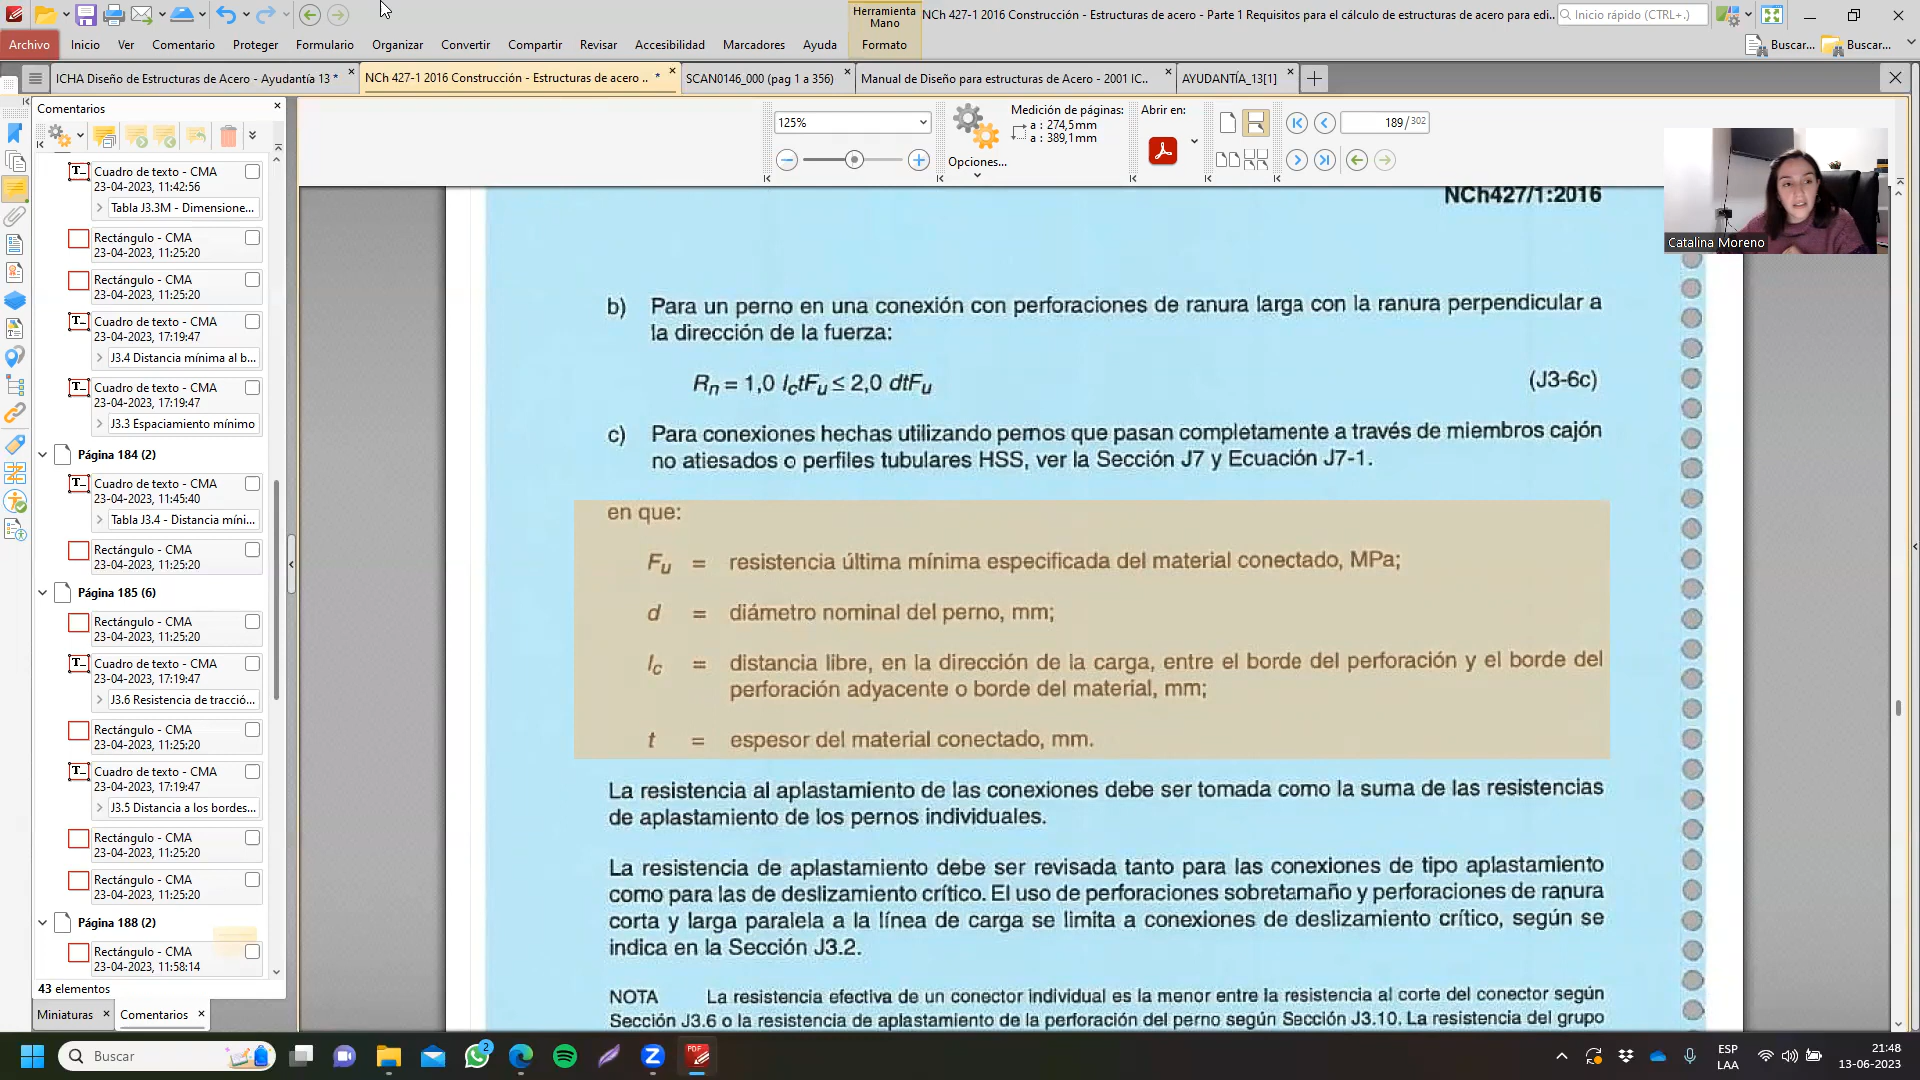 Herramienta
Mano
NCh 427-1 2016 Construcción - Estructuras de acero - Parte 1 Requisitos para el cálculo de estructuras de acero para edi..
Inicio rápido (CTRL+.)
Archivo
Inicio
Ver
Comentario
Proteger
Formulario
Organizar
Convertir
Compartir
Revisar
Accesibilidad
Marcadores
Ayuda
Formato
Buscar...
Buscar...
ICHA Diseño de Estructuras de Acero - Ayudantía 13 *
NCh 427-1 2016 Construcción - Estructuras de acero .. *
SCAN0146_000 (pag 1 a 356)
Manual de Diseño para estructuras de Acero - 2001 IC..
AYUDANTÍA_13[1]
Comentarios
125%
Opciones...
Medición de páginas:
a : 274,5mm
a : 389,1mm
Abrir en:
189 / 302
Cuadro de texto - CMA
23-04-2023, 11:42:56
Tabla J3.3M - Dimensione...
Rectángulo - CMA
23-04-2023, 11:25:20
Rectángulo - CMA
23-04-2023, 11:25:20
Cuadro de texto - CMA
23-04-2023, 17:19:47
J3.4 Distancia mínima al b...
Cuadro de texto - CMA
23-04-2023, 17:19:47
J3.3 Espaciamiento mínimo
Página 184 (2)
Cuadro de texto - CMA
23-04-2023, 11:45:40
Tabla J3.4 - Distancia míni...
Rectángulo - CMA
23-04-2023, 11:25:20
Página 185 (6)
Rectángulo - CMA
23-04-2023, 11:25:20
Cuadro de texto - CMA
23-04-2023, 17:19:47
J3.6 Resistencia de tracció...
Rectángulo - CMA
23-04-2023, 11:25:20
Cuadro de texto - CMA
23-04-2023, 17:19:47
J3.5 Distancia a los bordes...
Rectángulo - CMA
23-04-2023, 11:25:20
Rectángulo - CMA
23-04-2023, 11:25:20
Página 188 (2)
Rectángulo - CMA
23-04-2023, 11:58:14
43 elementos
Miniaturas
Comentarios
NCh427/1:2016
Catalina Moreno
b) Para un perno en una conexión con perforaciones de ranura larga con la ranura perpendicular a
la dirección de la fuerza:
Rn = 1,0 lctFu ≤ 2,0 dtFu (J3-6c)
c) Para conexiones hechas utilizando pernos que pasan completamente a través de miembros cajón
no atiesados o perfiles tubulares HSS, ver la Sección J7 y Ecuación J7-1.
en que:
Fu = resistencia última mínima especificada del material conectado, MPa;
d = diámetro nominal del perno, mm;
lc = distancia libre, en la dirección de la carga, entre el borde del perforación y el borde del
perforación adyacente o borde del material, mm;
t = espesor del material conectado, mm.
La resistencia al aplastamiento de las conexiones debe ser tomada como la suma de las resistencias
de aplastamiento de los pernos individuales.
La resistencia de aplastamiento debe ser revisada tanto para las conexiones de tipo aplastamiento
como para las de deslizamiento crítico. El uso de perforaciones sobretamaño y perforaciones de ranura
corta y larga paralela a la línea de carga se limita a conexiones de deslizamiento crítico, según se
indica en la Sección J3.2.
NOTA La resistencia efectiva de un conector individual es la menor entre la resistencia al corte del conector según
Sección J3.6 o la resistencia de aplastamiento de la perforación del perno según Sección J3.10. La resistencia del grupo
Buscar
2
PDF
ESP
LAA
21:48
13-06-2023